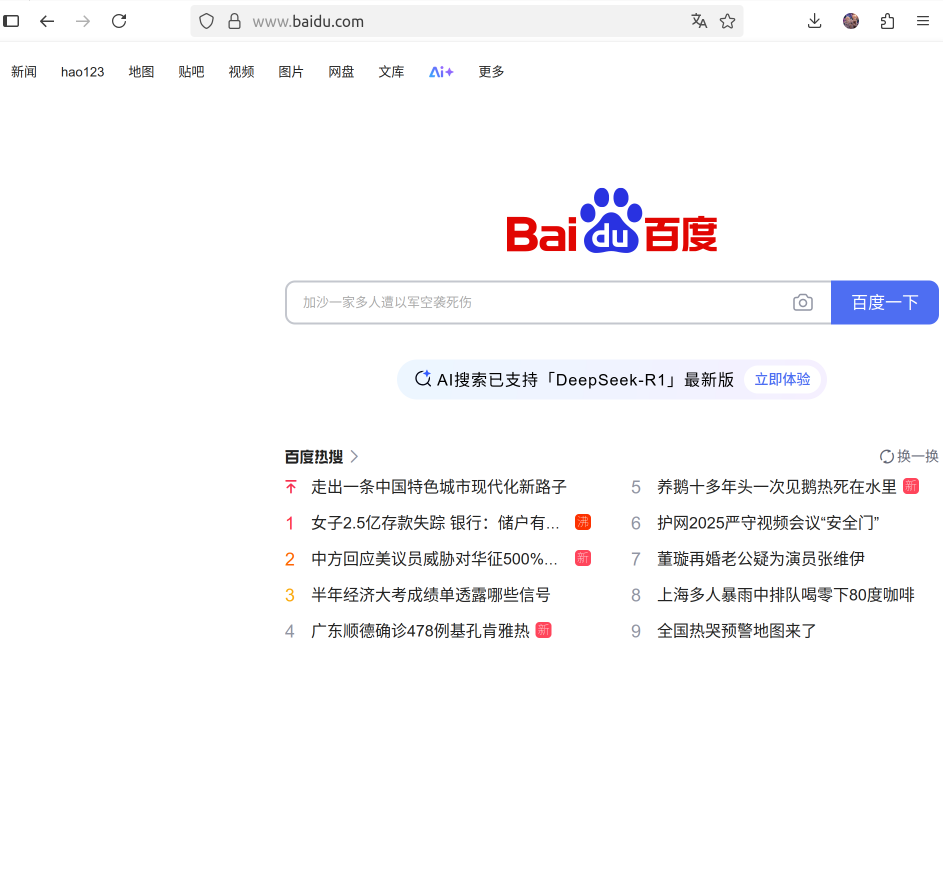 www.baidu.com
新闻 hao123 地图 贴吧 视频 图片 网盘 文库 Ai+ 更多
Bai du 百度
加沙一家多人遭以军空袭死伤 百度一下
AI搜索已支持「DeepSeek-R1」最新版 立即体验
百度热搜 换一换
走出一条中国特色城市现代化新路子
1 女子2.5亿存款失踪 银行：储户有... 沸
2 中方回应美议员威胁对华征500%... 新
3 半年经济大考成绩单透露哪些信号
4 广东顺德确诊478例基孔肯雅热 新
5 养鹅十多年头一次见鹅热死在水里 新
6 护网2025严守视频会议“安全门”
7 董璇再婚老公疑为演员张维伊
8 上海多人暴雨中排队喝零下80度咖啡
9 全国热哭预警地图来了